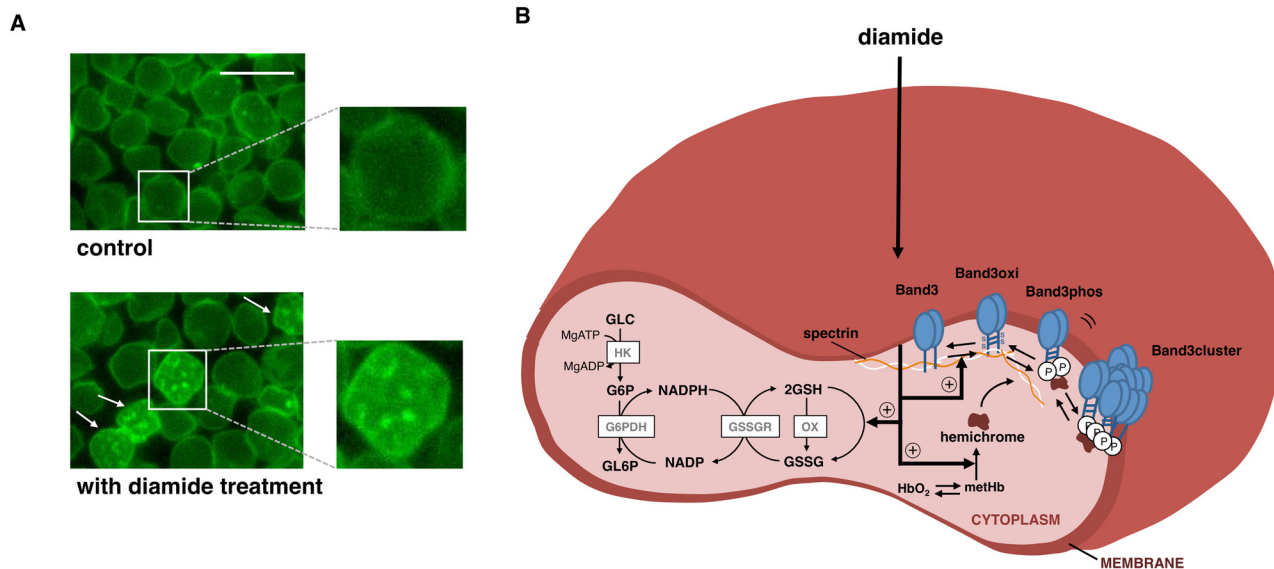 A
control
with diamide treatment
B
diamide
Band3oxi
Band3
Band3phos
spectrin
Band3cluster
S
S
S
S
GLC
MgATP
HK
MgADP
G6P
NADPH
2GSH
G6PDH
GSSGR
OX
GL6P
NADP
GSSG
+
+
+
P P
P
P
P
P
P
hemichrome
HbO₂
metHb
CYTOPLASM
MEMBRANE